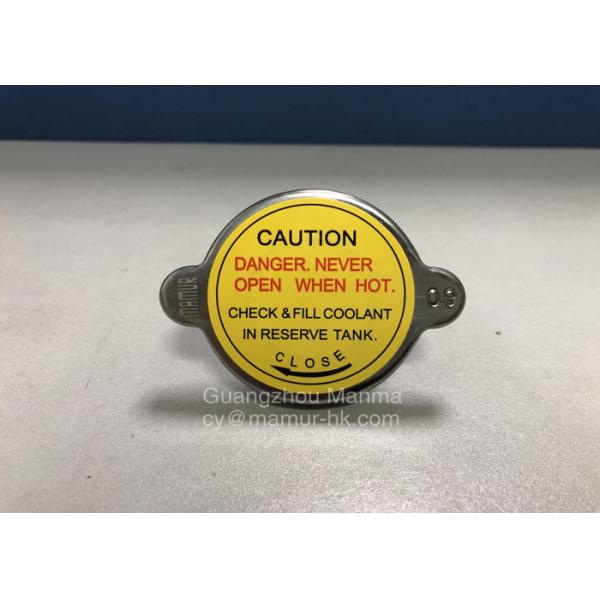 CAUTION
DANGER. NEVER
OPEN WHEN HOT.
CHECK & FILL COOLANT
IN RESERVE TANK.
CLOSE
MAMUR
0.9
Guangzhou Manma
cy@mamur-hk.com